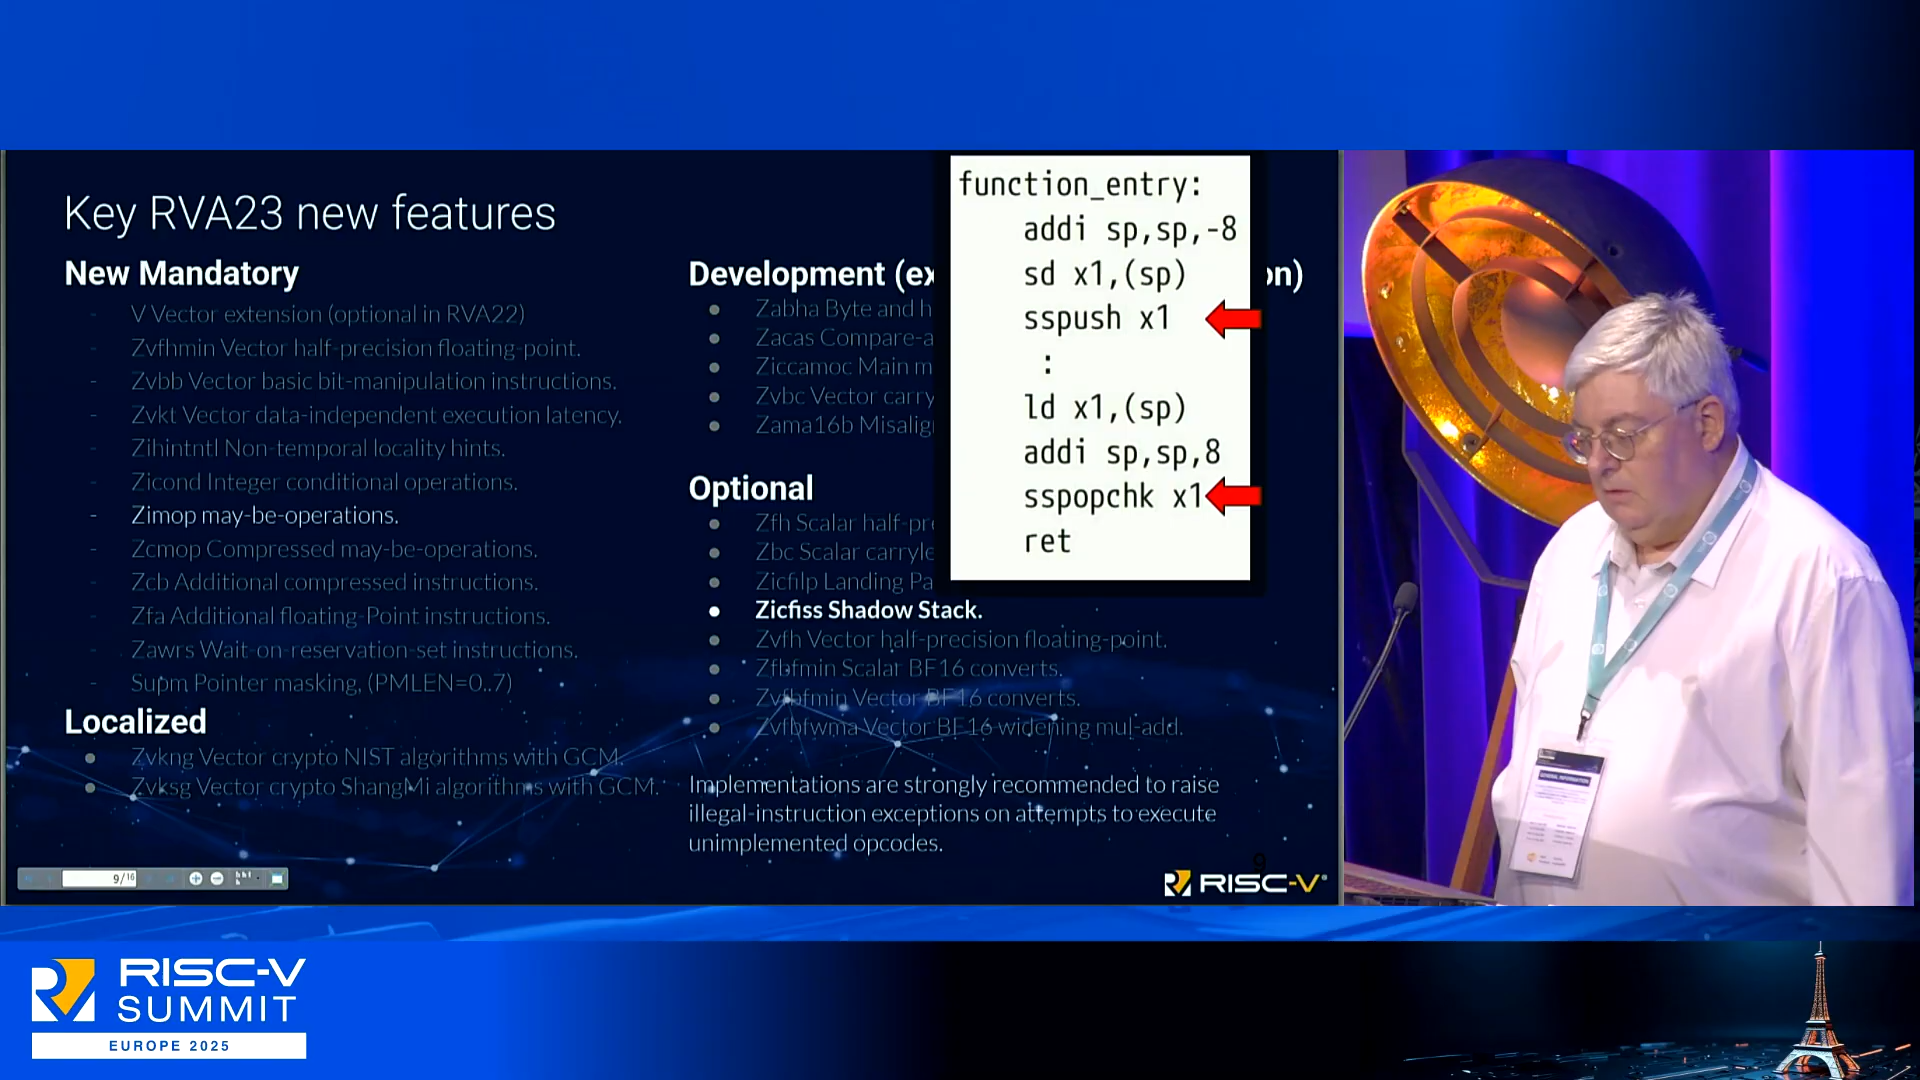 Key RVA23 new features
New Mandatory
- V Vector extension (optional in RVA22)
- Zvfhmin Vector half-precision floating-point.
- Zvbb Vector basic bit-manipulation instructions.
- Zvkt Vector data-independent execution latency.
- Zihintntl Non-temporal locality hints.
- Zicond Integer conditional operations.
- Zimop may-be-operations.
- Zcmop Compressed may-be-operations.
- Zcb Additional compressed instructions.
- Zfa Additional floating-Point instructions.
- Zawrs Wait-on-reservation-set instructions.
- Supm Pointer masking, (PMLEN=0..7)
Localized
● Zvkng Vector crypto NIST algorithms with GCM.
● Zvksg Vector crypto ShangMi algorithms with GCM.
Development (ex on)
● Zabha Byte and h
● Zacas Compare-a
● Ziccamoc Main m
● Zvbc Vector carry
● Zama16b Misalig
Optional
● Zfh Scalar half-pre
● Zbc Scalar carryle
● Zicfilp Landing Pa
● Zicfiss Shadow Stack.
● Zvfh Vector half-precision floating-point.
● Zfbfmin Scalar BF16 converts.
● Zvfbfmin Vector BF16 converts.
● Zvfbfwma Vector BF16 widening mul-add.
Implementations are strongly recommended to raise
illegal-instruction exceptions on attempts to execute
unimplemented opcodes.
function_entry:
addi sp,sp,-8
sd x1,(sp)
sspush x1
:
ld x1,(sp)
addi sp,sp,8
sspopchk x1
ret
9/16
9
RISC-V®
GENERAL INFORMATION
RISC-V
SUMMIT
EUROPE 2025